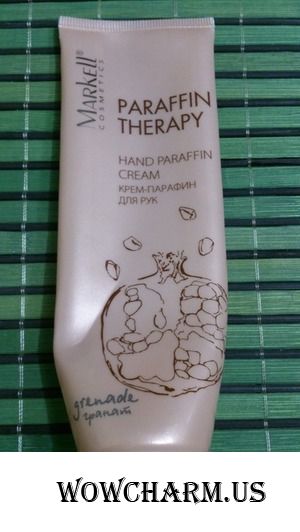 MARKELL®
COSMETICS
PARAFFIN
THERAPY
HAND PARAFFIN
CREAM
КРЕМ-ПАРАФИН
ДЛЯ РУК
grenade
гранат
WOWCHARM.US